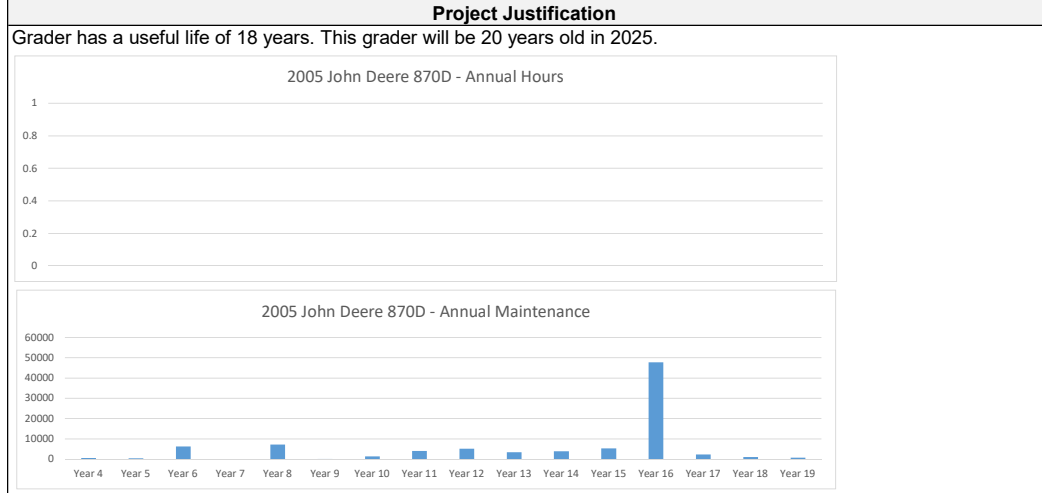 Project Justification
Grader has a useful life of 18 years. This grader will be 20 years old in 2025.
2005 John Deere 870D - Annual Hours
1
0.8
0.6
0.4
0.2
0
2005 John Deere 870D - Annual Maintenance
60000
50000
40000
30000
20000
10000
0
Year 4 Year 5 Year 6 Year 7 Year 8 Year 9 Year 10 Year 11 Year 12 Year 13 Year 14 Year 15 Year 16 Year 17 Year 18 Year 19